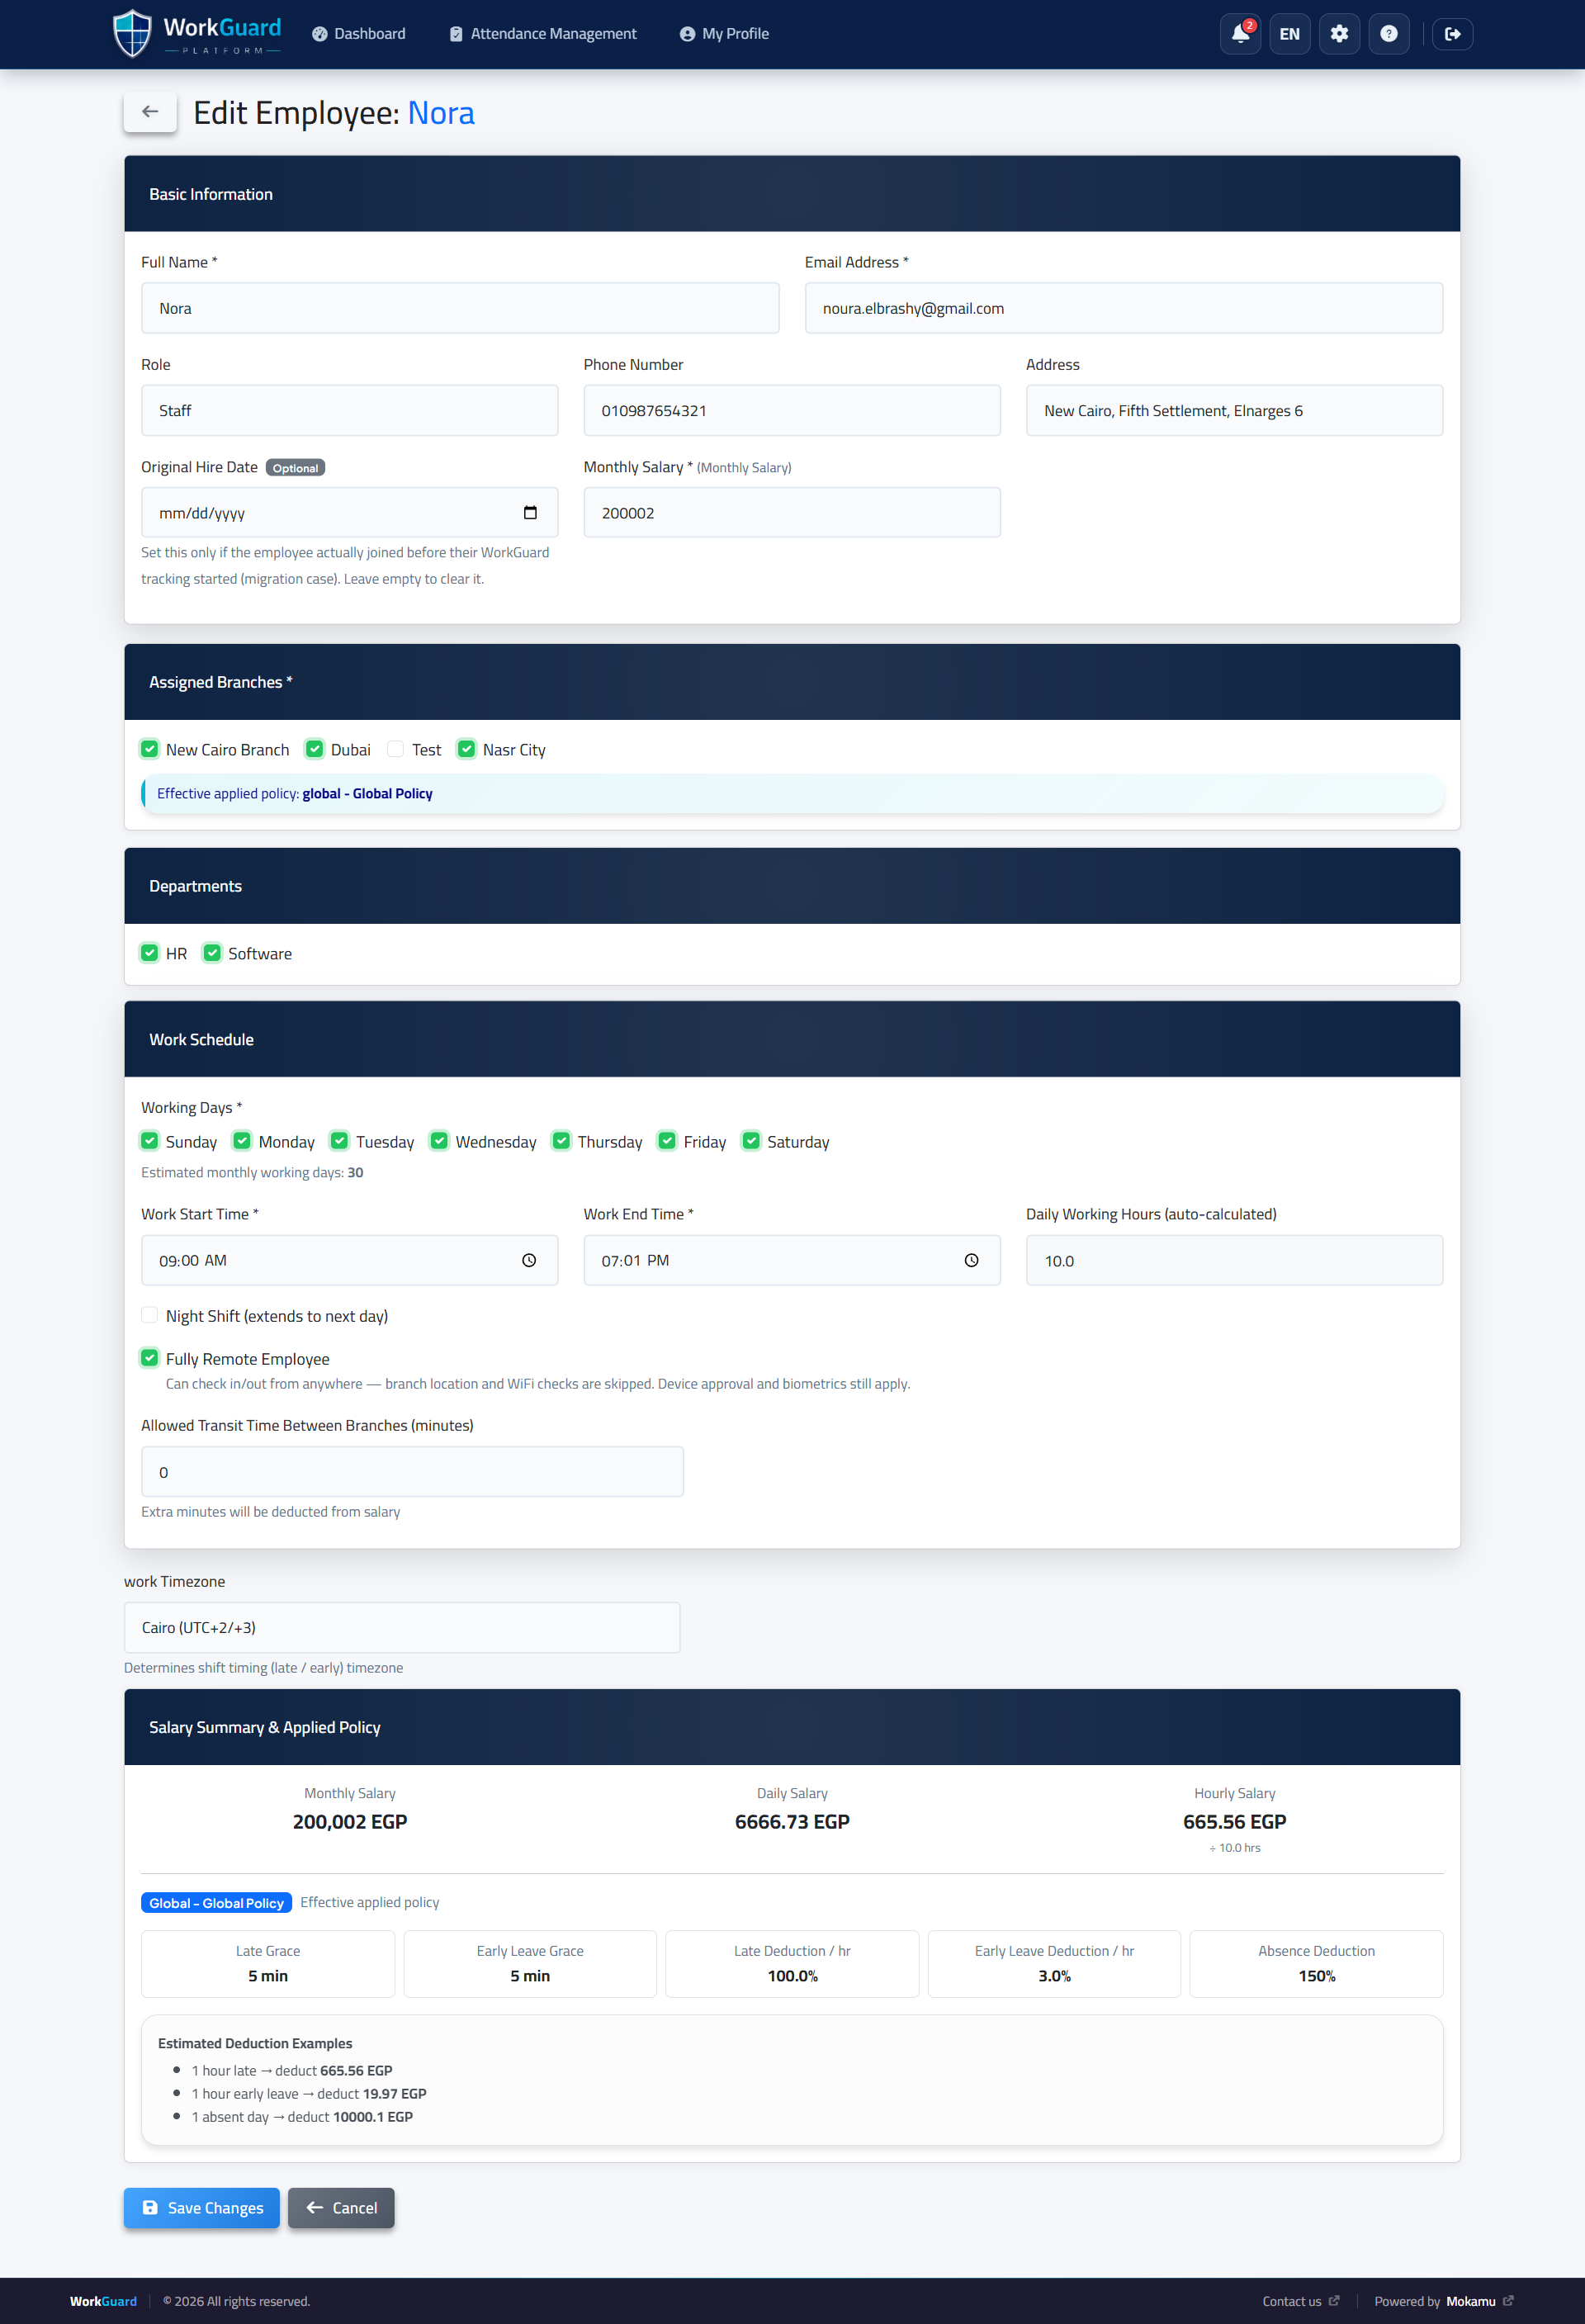 WorkGuard
PLATFORM
Dashboard
Attendance Management
My Profile
2
EN
Edit Employee: Nora
Basic Information
Full Name *
Email Address *
Nora
noura.elbrashy@gmail.com
Role
Phone Number
Address
Staff
010987654321
New Cairo, Fifth Settlement, Elnarges 6
Original Hire Date Optional
Monthly Salary * (Monthly Salary)
mm/dd/yyyy
200002
Set this only if the employee actually joined before their WorkGuard
tracking started (migration case). Leave empty to clear it.
Assigned Branches *
New Cairo Branch
Dubai
Test
Nasr City
Effective applied policy: global - Global Policy
Departments
HR
Software
Work Schedule
Working Days *
Sunday
Monday
Tuesday
Wednesday
Thursday
Friday
Saturday
Estimated monthly working days: 30
Work Start Time *
Work End Time *
Daily Working Hours (auto-calculated)
09:00 AM
07:01 PM
10.0
Night Shift (extends to next day)
Fully Remote Employee
Can check in/out from anywhere — branch location and WiFi checks are skipped. Device approval and biometrics still apply.
Allowed Transit Time Between Branches (minutes)
0
Extra minutes will be deducted from salary
work Timezone
Cairo (UTC+2/+3)
Determines shift timing (late / early) timezone
Salary Summary & Applied Policy
Monthly Salary
Daily Salary
Hourly Salary
200,002 EGP
6666.73 EGP
665.56 EGP
÷ 10.0 hrs
Global - Global Policy Effective applied policy
Late Grace
5 min
Early Leave Grace
5 min
Late Deduction / hr
100.0%
Early Leave Deduction / hr
3.0%
Absence Deduction
150%
Estimated Deduction Examples
1 hour late → deduct 665.56 EGP
1 hour early leave → deduct 19.97 EGP
1 absent day → deduct 10000.1 EGP
Save Changes
Cancel
WorkGuard
© 2026 All rights reserved.
Contact us
Powered by Mokamu